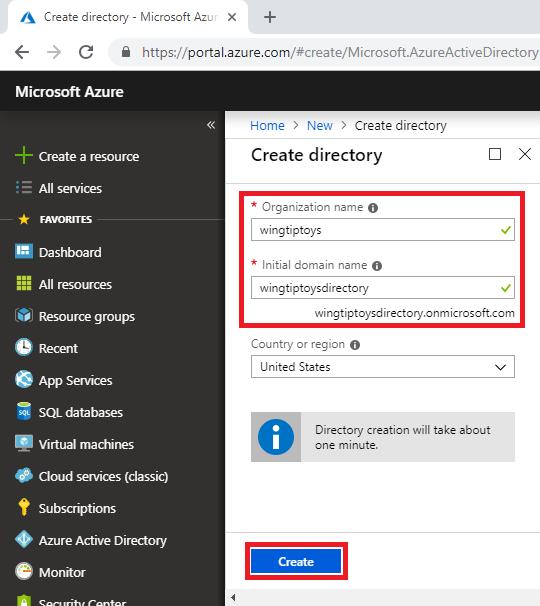 Create directory - Microsoft Azur
https://portal.azure.com/#create/Microsoft.AzureActiveDirectory
Microsoft Azure
«
Create a resource
All services
FAVORITES
Dashboard
All resources
Resource groups
Recent
App Services
SQL databases
SQL
Virtual machines
Cloud services (classic)
Subscriptions
Azure Active Directory
Monitor
Security Center
Home > New > Create directory
Create directory
* Organization name
wingtiptoys
* Initial domain name
wingtiptoysdirectory
wingtiptoysdirectory.onmicrosoft.com
Country or region
United States
Directory creation will take about
one minute.
Create